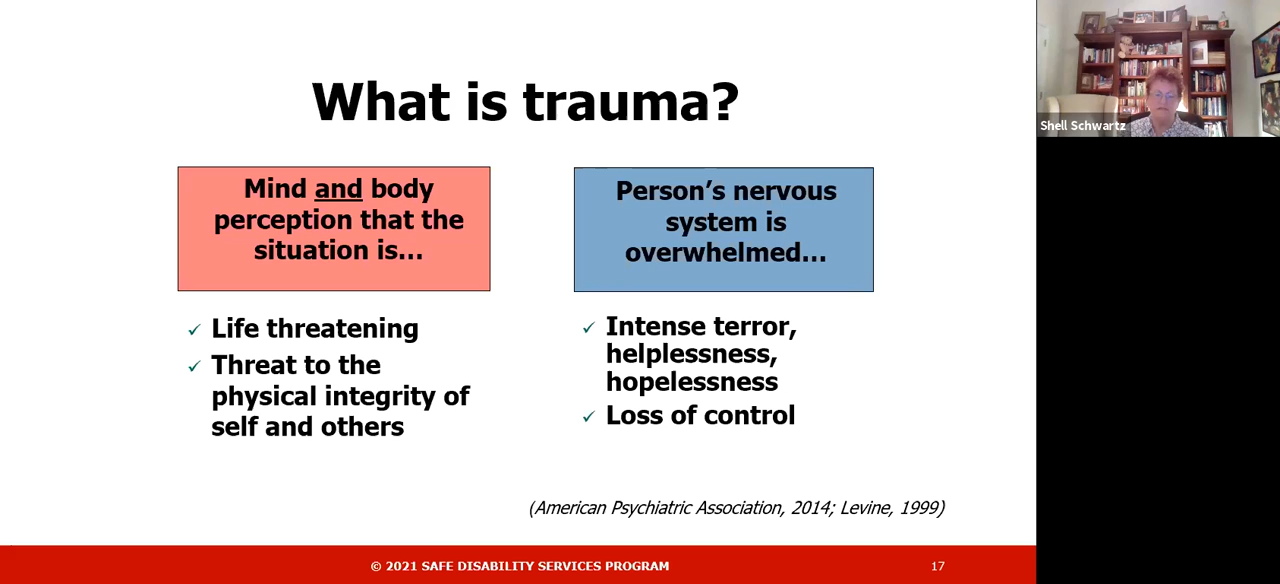 What is trauma?
Mind and body
perception that the
situation is...
Person's nervous
system is
overwhelmed...
✓ Life threatening
✓ Threat to the
physical integrity of
self and others
✓ Intense terror,
helplessness,
hopelessness
✓ Loss of control
(American Psychiatric Association, 2014; Levine, 1999)
© 2021 SAFE DISABILITY SERVICES PROGRAM
17
Shell Schwartz